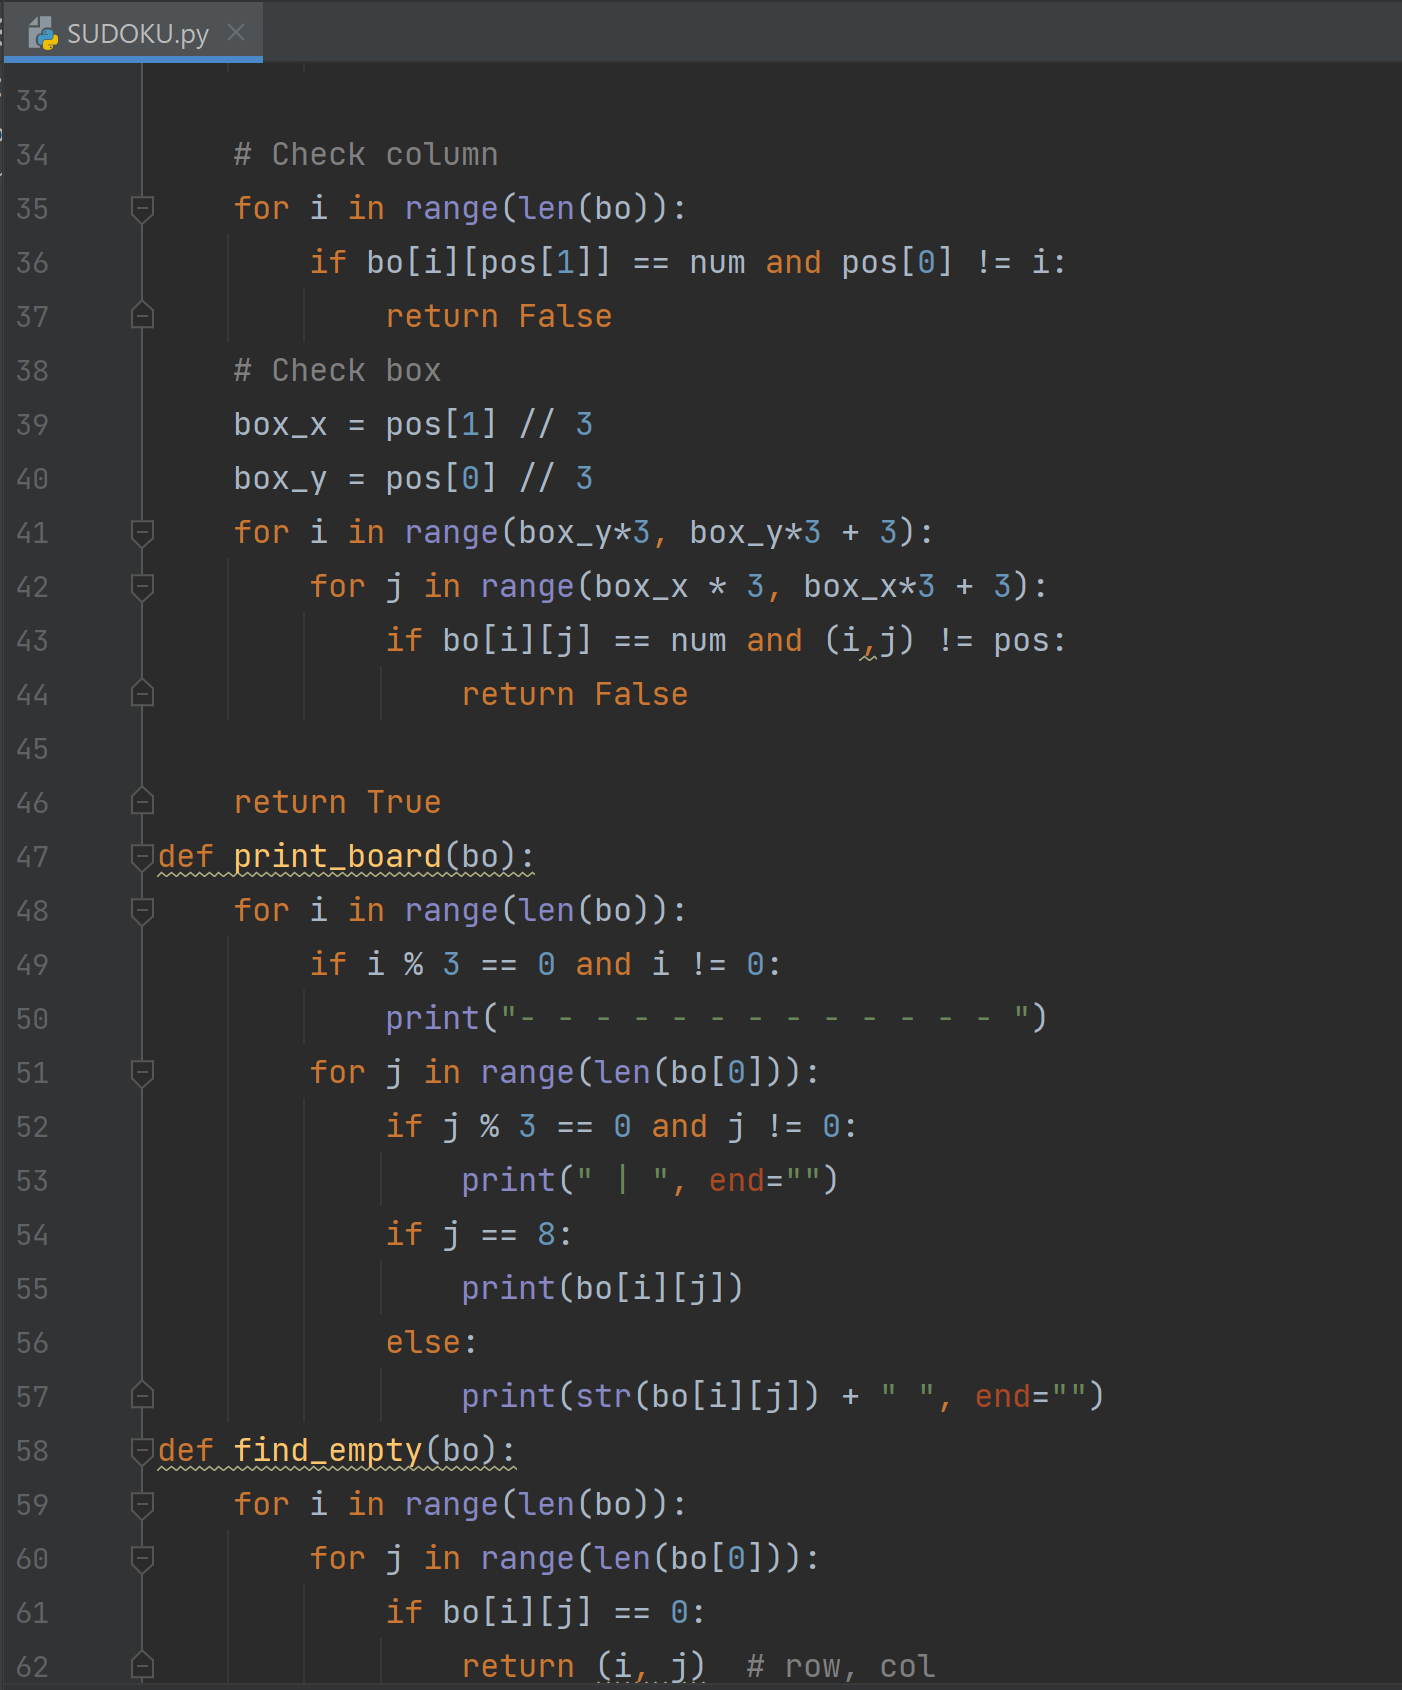 SUDOKU.py
33
34 # Check column
35 for i in range(len(bo)):
36 if bo[i][pos[1]] == num and pos[0] != i:
37 return False
38 # Check box
39 box_x = pos[1] // 3
40 box_y = pos[0] // 3
41 for i in range(box_y*3, box_y*3 + 3):
42 for j in range(box_x * 3, box_x*3 + 3):
43 if bo[i][j] == num and (i,j) != pos:
44 return False
45
46 return True
47 def print_board(bo):
48 for i in range(len(bo)):
49 if i % 3 == 0 and i != 0:
50 print("- - - - - - - - - - - - - ")
51 for j in range(len(bo[0])):
52 if j % 3 == 0 and j != 0:
53 print(" | ", end="")
54 if j == 8:
55 print(bo[i][j])
56 else:
57 print(str(bo[i][j]) + " ", end="")
58 def find_empty(bo):
59 for i in range(len(bo)):
60 for j in range(len(bo[0])):
61 if bo[i][j] == 0:
62 return (i, j)  # row, col